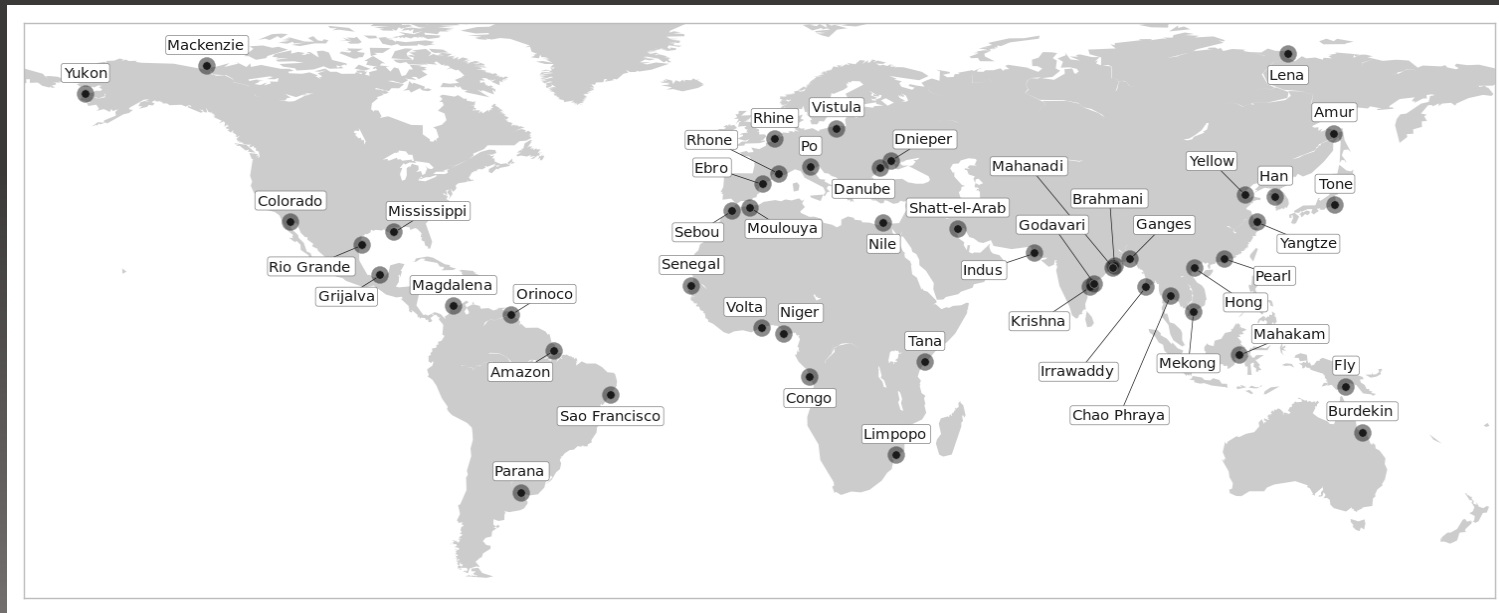 Mackenzie
Yukon
Lena
Vistula
Amur
Rhine
Dnieper
Rhone
Po
Yellow
Mahanadi
Ebro
Han
Danube
Tone
Colorado
Brahmani
Mississippi
Shatt-el-Arab
Godavari
Ganges
Sebou
Moulouya
Nile
Yangtze
Rio Grande
Senegal
Indus
Pearl
Magdalena
Orinoco
Grijalva
Hong
Volta
Niger
Krishna
Mahakam
Tana
Mekong
Fly
Amazon
Irrawaddy
Congo
Burdekin
Chao Phraya
Sao Francisco
Limpopo
Parana